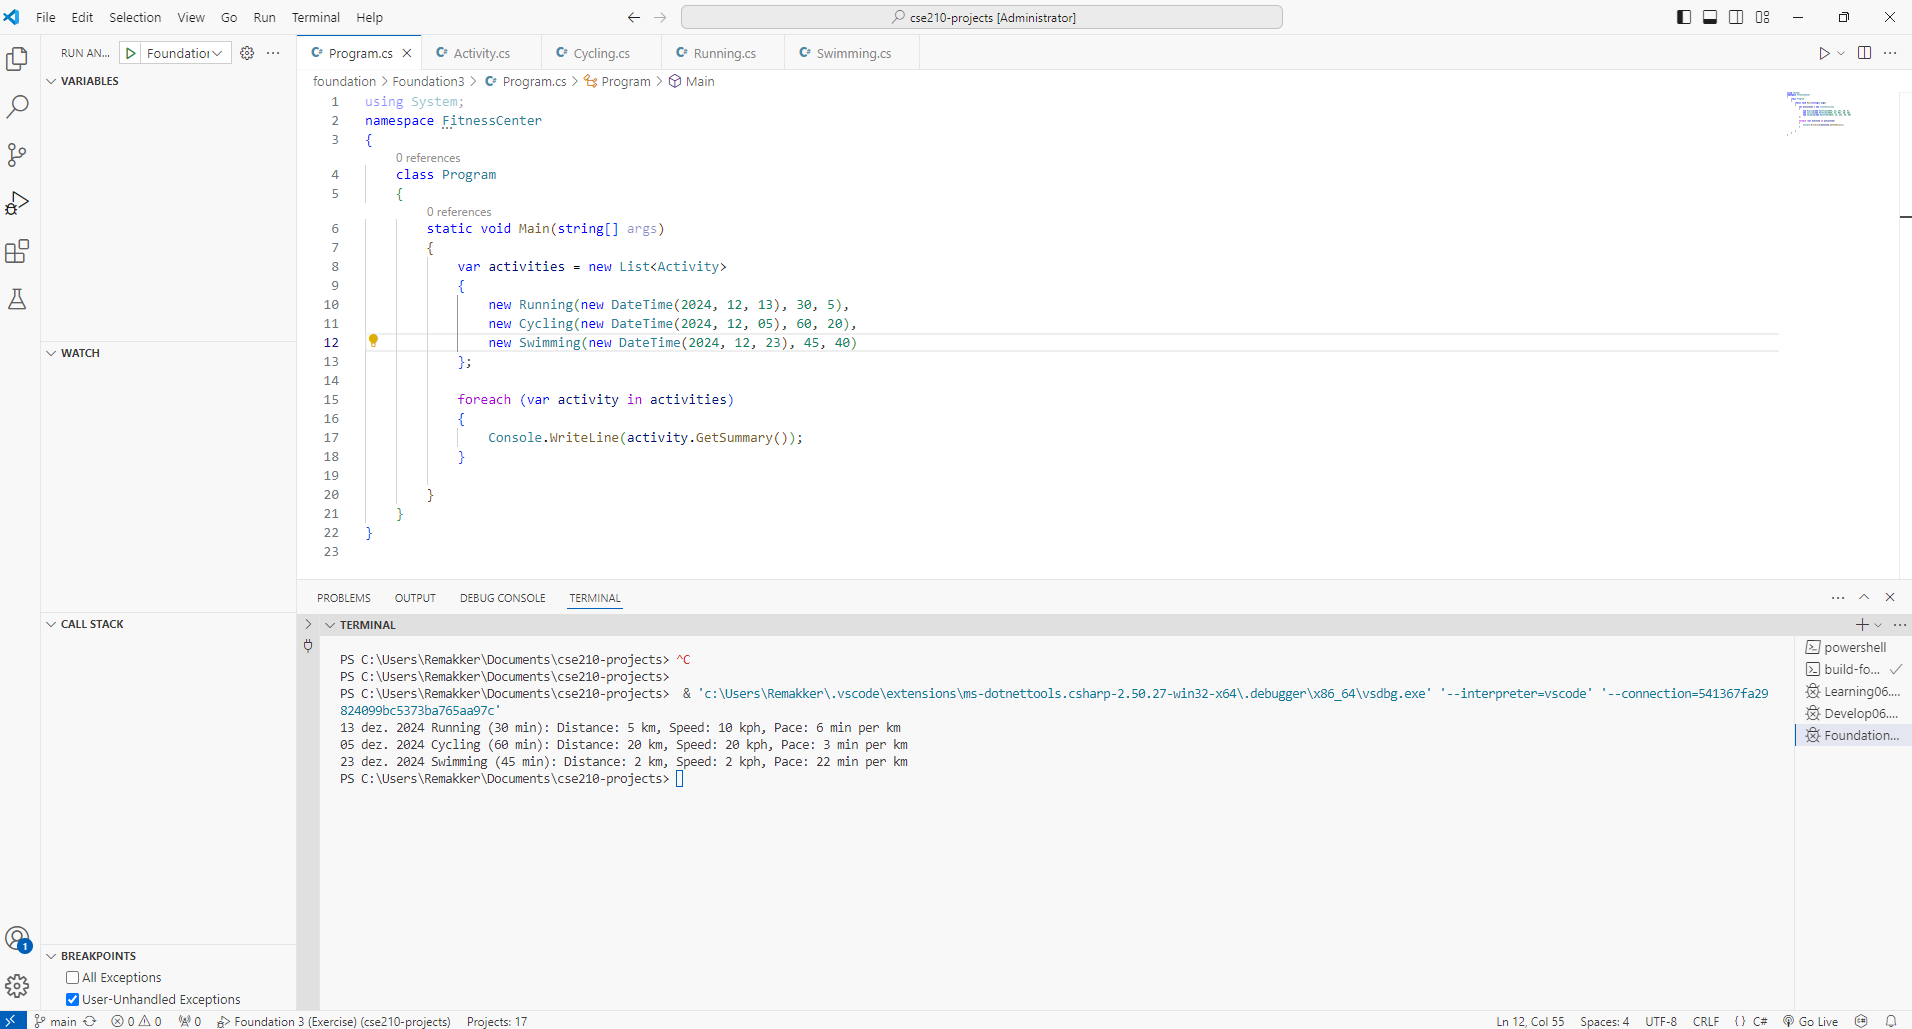 File Edit Selection View Go Run Terminal Help
cse210-projects [Administrator]
RUN AN... Foundation
Program.cs Activity.cs Cycling.cs Running.cs Swimming.cs
foundation > Foundation3 > Program.cs > Program > Main
VARIABLES
1 using System;
2 namespace FitnessCenter
3 {
0 references
4 class Program
5 {
0 references
6 static void Main(string[] args)
7 {
8 var activities = new List<Activity>
9 {
10 new Running(new DateTime(2024, 12, 13), 30, 5),
11 new Cycling(new DateTime(2024, 12, 05), 60, 20),
12 new Swimming(new DateTime(2024, 12, 23), 45, 40)
13 };
14
15 foreach (var activity in activities)
16 {
17 Console.WriteLine(activity.GetSummary());
18 }
19
20 }
21 }
22 }
23
WATCH
CALL STACK
BREAKPOINTS
All Exceptions
User-Unhandled Exceptions
PROBLEMS OUTPUT DEBUG CONSOLE TERMINAL
TERMINAL
PS C:\Users\Remakker\Documents\cse210-projects> ^C
PS C:\Users\Remakker\Documents\cse210-projects>
PS C:\Users\Remakker\Documents\cse210-projects> & 'c:\Users\Remakker\.vscode\extensions\ms-dotnettools.csharp-2.50.27-win32-x64\.debugger\x86_64\vsdbg.exe' '--interpreter=vscode' '--connection=541367fa29
824099bc5373ba765aa97c'
13 dez. 2024 Running (30 min): Distance: 5 km, Speed: 10 kph, Pace: 6 min per km
05 dez. 2024 Cycling (60 min): Distance: 20 km, Speed: 20 kph, Pace: 3 min per km
23 dez. 2024 Swimming (45 min): Distance: 2 km, Speed: 2 kph, Pace: 22 min per km
PS C:\Users\Remakker\Documents\cse210-projects>
powershell
build-fo...
Learning06....
Develop06....
Foundation...
1
main 0 0 0 Foundation 3 (Exercise) (cse210-projects) Projects: 17
Ln 12, Col 55 Spaces: 4 UTF-8 CRLF { } C# Go Live